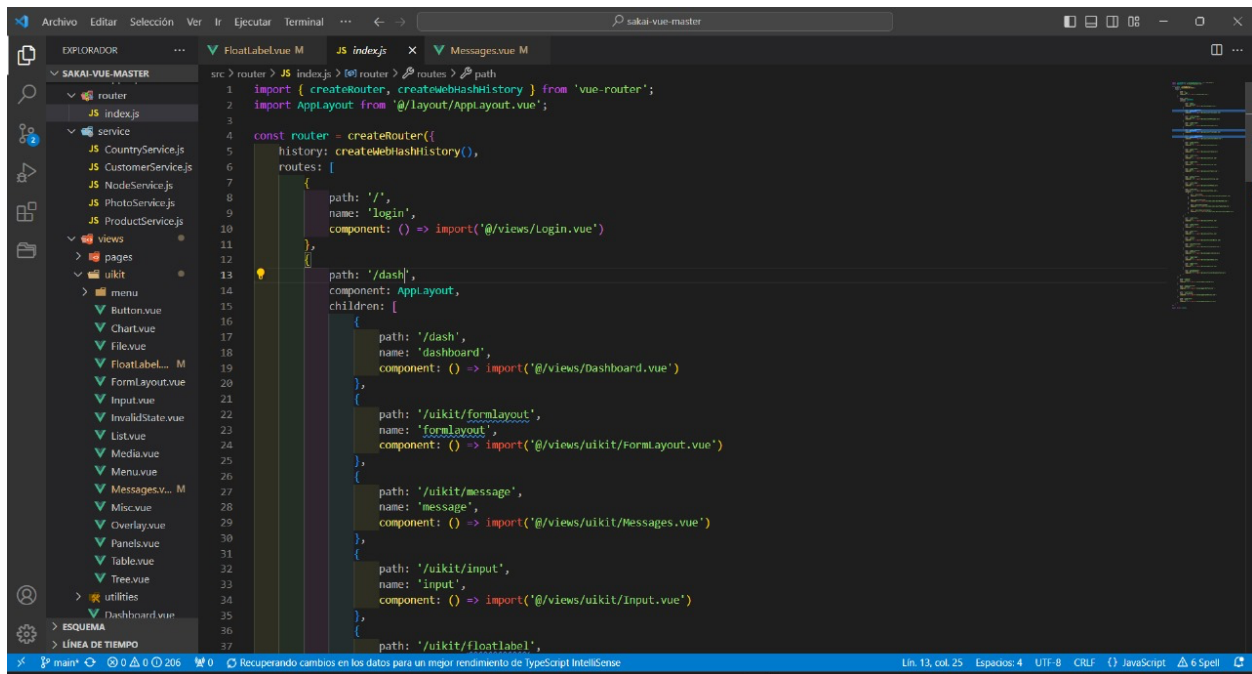 Archivo Editar Selección Ver Ir Ejecutar Terminal ··· sakai-vue-master
EXPLORADOR ···
FloatLabel.vue M JS index.js × Messages.vue M
SAKAI-VUE-MASTER
router
JS index.js
service
JS CountryService.js
JS CustomerService.js
JS NodeService.js
JS PhotoService.js
JS ProductService.js
views
pages
uikit
menu
Button.vue
Chart.vue
File.vue
FloatLabel.... M
FormLayout.vue
Input.vue
InvalidState.vue
List.vue
Media.vue
Menu.vue
Messages.v... M
Misc.vue
Overlay.vue
Panels.vue
Table.vue
Tree.vue
utilities
Dashboard.vue
ESQUEMA
LÍNEA DE TIEMPO
src > router > JS index.js > router > routes > path
1 import { createRouter, createWebHashHistory } from 'vue-router';
2 import AppLayout from '@/layout/AppLayout.vue';
3
4 const router = createRouter({
5 history: createWebHashHistory(),
6 routes: [
7 {
8 path: '/',
9 name: 'login',
10 component: () => import('@/views/Login.vue')
11 },
12 {
13 path: '/dash',
14 component: AppLayout,
15 children: [
16 {
17 path: '/dash',
18 name: 'dashboard',
19 component: () => import('@/views/Dashboard.vue')
20 },
21 {
22 path: '/uikit/formlayout',
23 name: 'formlayout',
24 component: () => import('@/views/uikit/FormLayout.vue')
25 },
26 {
27 path: '/uikit/message',
28 name: 'message',
29 component: () => import('@/views/uikit/Messages.vue')
30 },
31 {
32 path: '/uikit/input',
33 name: 'input',
34 component: () => import('@/views/uikit/Input.vue')
35 },
36 {
37 path: '/uikit/floatlabel',
2
main* 0 0 206 0 Recuperando cambios en los datos para un mejor rendimiento de TypeScript IntelliSense Lín. 13, col. 25 Espacios: 4 UTF-8 CRLF {} JavaScript 6 Spell